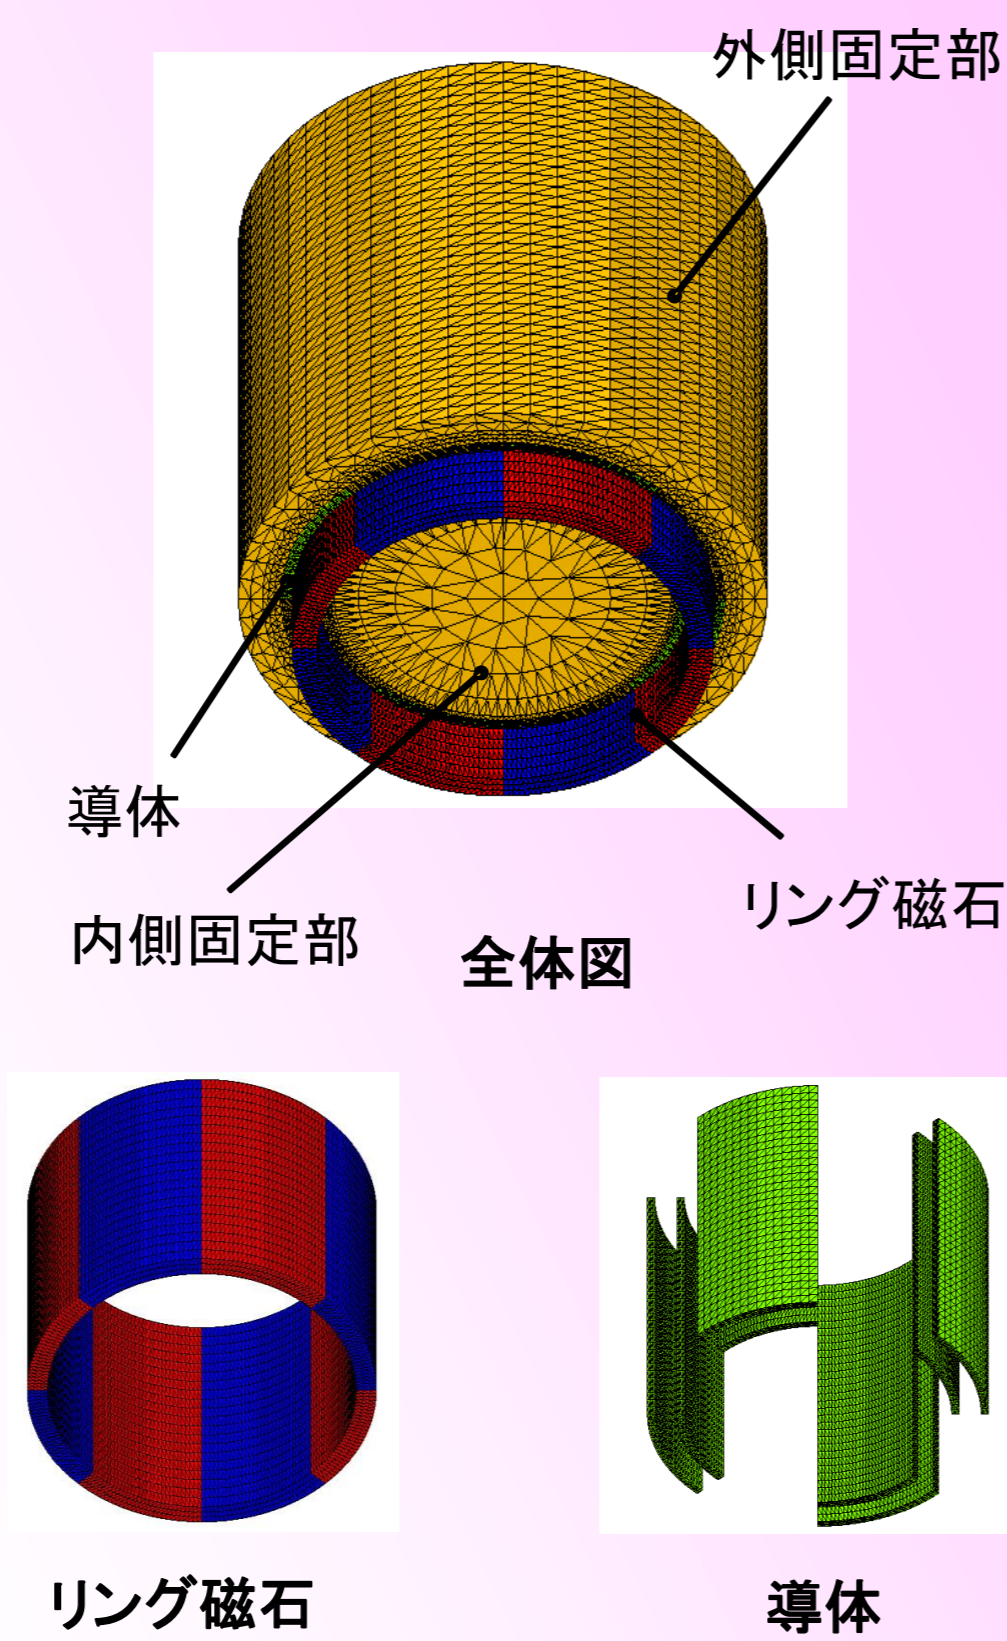 外側固定部
導体
内側固定部
リング磁石
全体図
リング磁石
導体